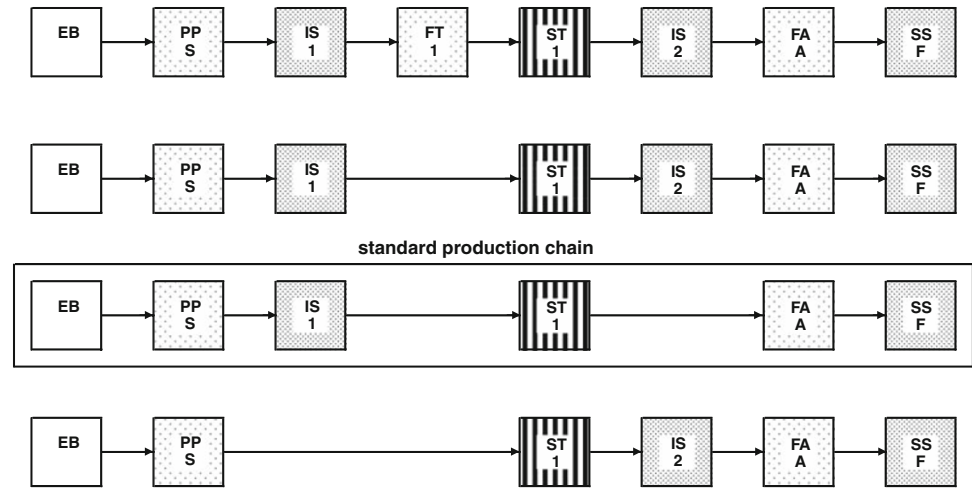 EB PP IS FT ST IS FA SS
S 1 1 1 2 A F
EB PP IS ST IS FA SS
S 1 1 2 A F
standard production chain
EB PP IS ST FA SS
S 1 1 A F
EB PP ST IS FA SS
S 1 2 A F